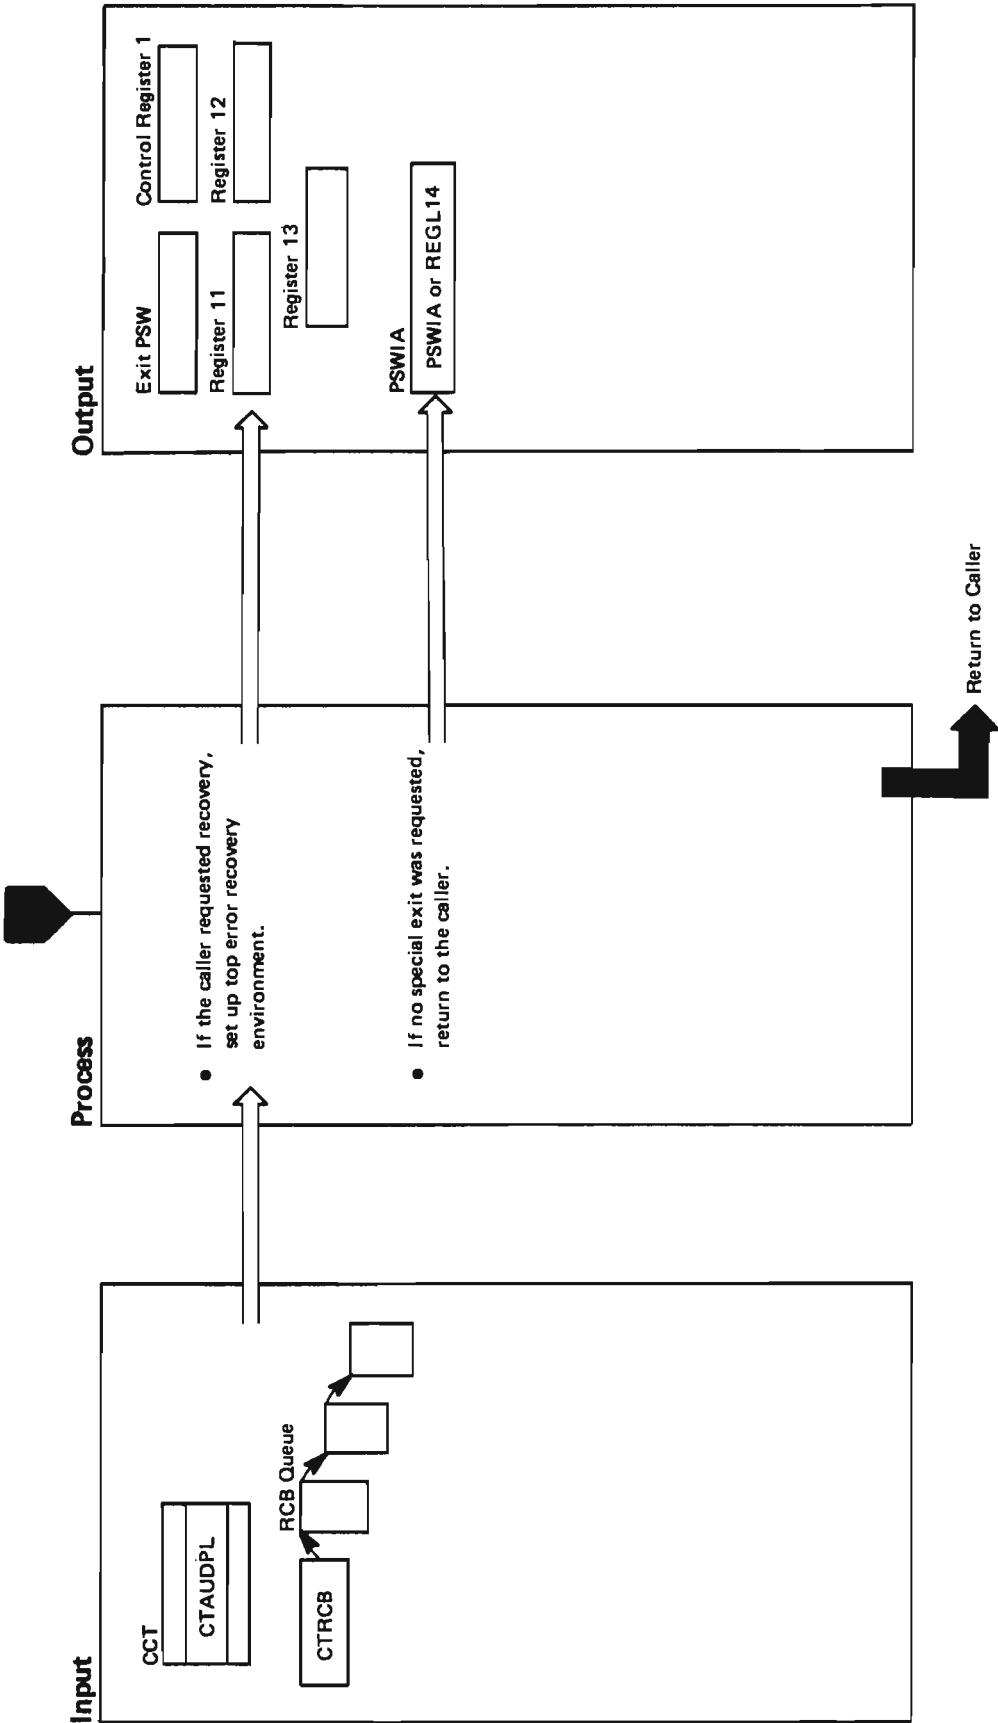 Input
CCT
CTAUDPL
RCB Queue
CTRCB
Process
● If the caller requested recovery,
set up top error recovery
environment.
● If no special exit was requested,
return to the caller.
Output
Exit PSW
Control Register 1
Register 11
Register 12
Register 13
PSWIA
PSWIA or REGL14
Return to Caller